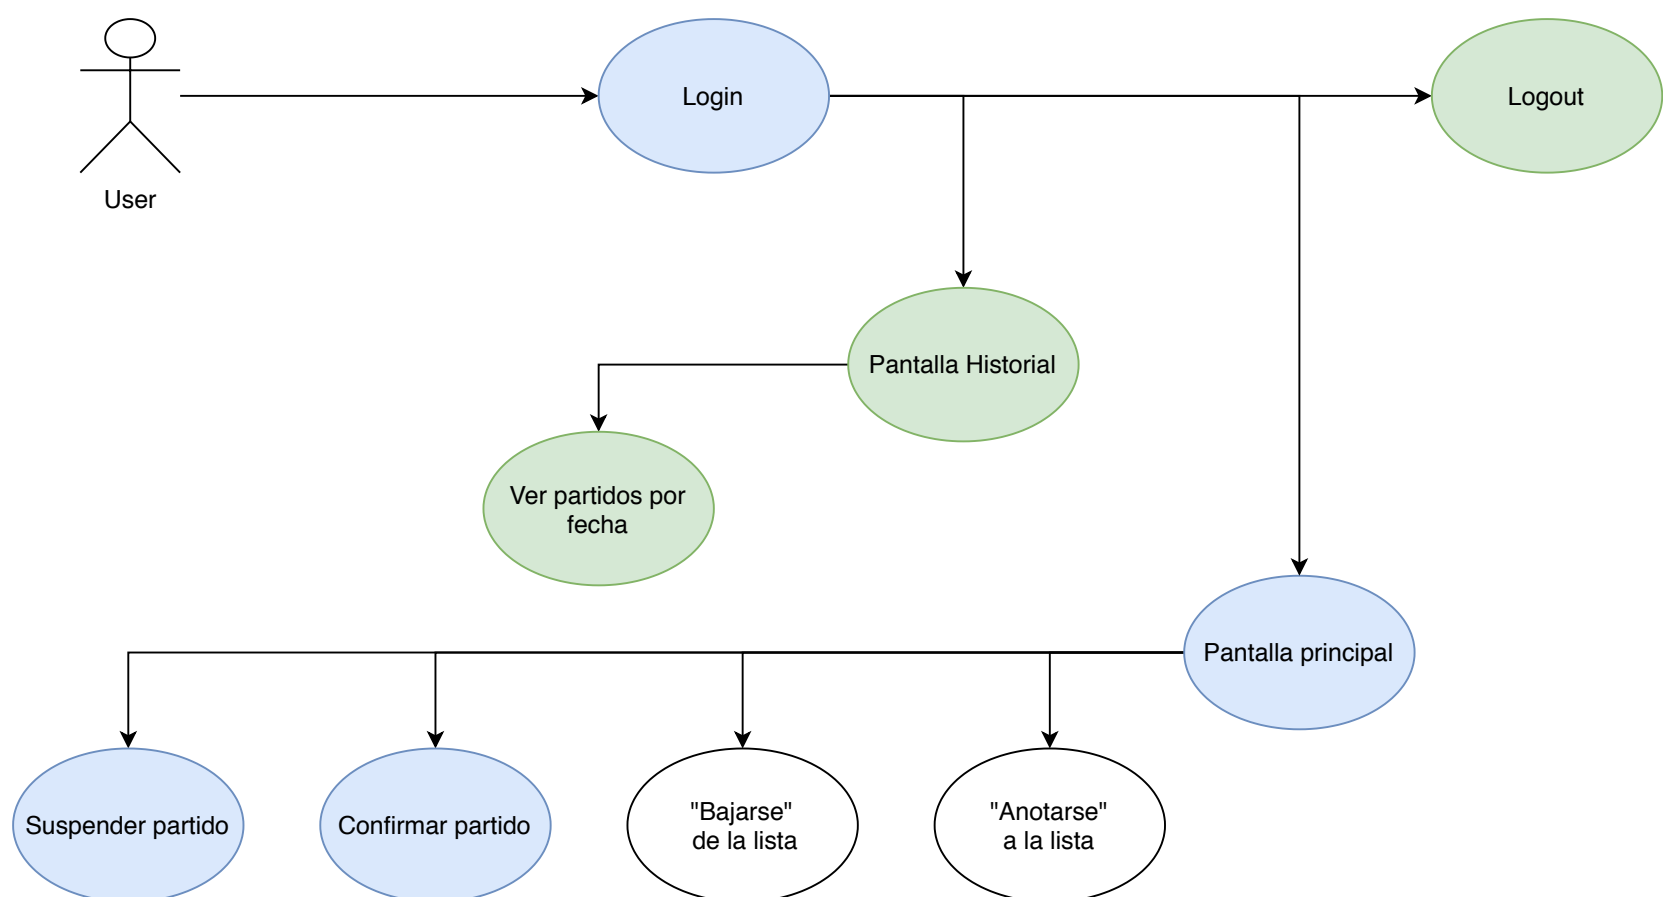 Login
Logout
User
Pantalla Historial
Ver partidos por
fecha
Pantalla principal
Suspender partido
Confirmar partido
"Bajarse"
de la lista
"Anotarse"
a la lista